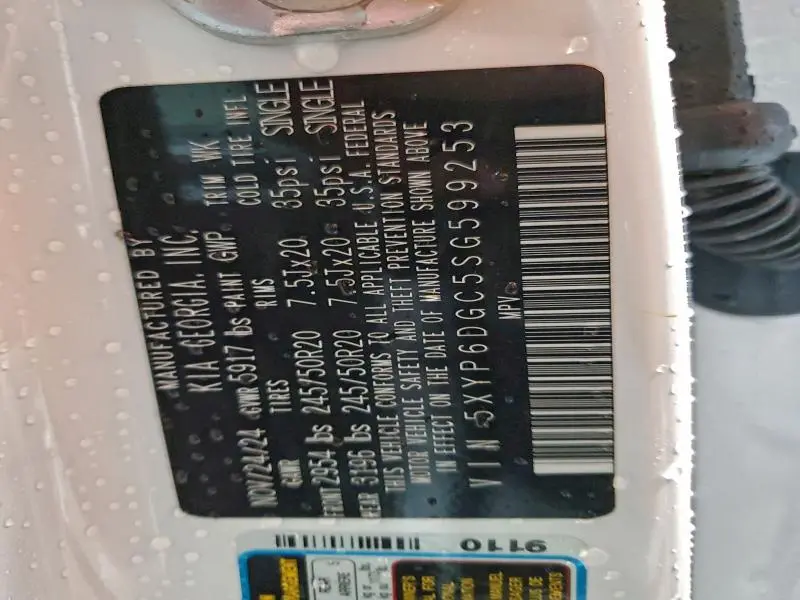 MANUFACTURED BY
KIA GEORGIA, INC.
NOV/24/24 GVWR 5917 lbs PAINT GWP TRIM WK
GAWR TIRES RIMS COLD TIRE INFL
FRONT 2954 lbs 245/50R20 7.5Jx20 35psi SINGLE
REAR 3196 lbs 245/50R20 7.5Jx20 35psi SINGLE
THIS VEHICLE CONFORMS TO ALL APPLICABLE U.S.A. FEDERAL
MOTOR VEHICLE SAFETY AND THEFT PREVENTION STANDARDS
IN EFFECT ON THE DATE OF MANUFACTURE SHOWN ABOVE
VIN 5XYP6DGC5SG599253
MPV
9110